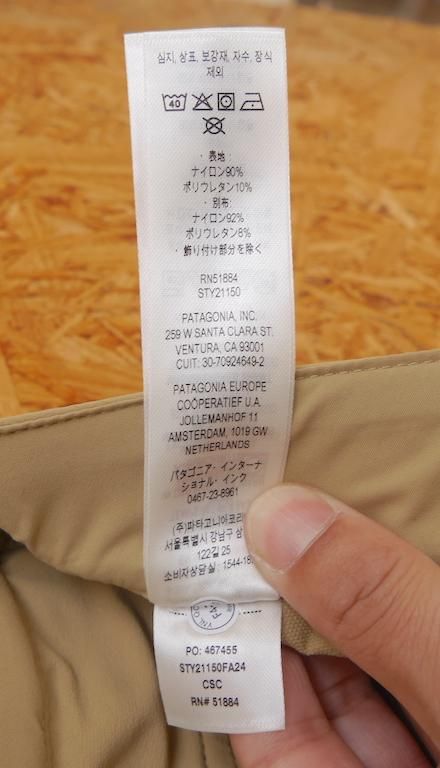 심지, 상표, 보강재, 자수, 장식
제외
40
· 表地·
ナイロン90%
ポリウレタン10%
· 別布·
ナイロン92%
ポリウレタン8%
· 飾り付け部分を除く
RN51884
STY21150
PATAGONIA, INC.
259 W.SANTA CLARA ST.
VENTURA, CA 93001
CUIT: 30-70924649-2
PATAGONIA EUROPE
COÖPERATIEF U.A.
JOLLEMANHOF 11
AMSTERDAM, 1019 GW
NETHERLANDS
パタゴニア· インターナ
ショナル· インク
0467-23-8961
(주)파타고니아코리
서울특별시 강남구 삼
122길 25
소비자상담실 : 1544-18
PO: 467455
STY21150FA24
CSC
RN# 51884